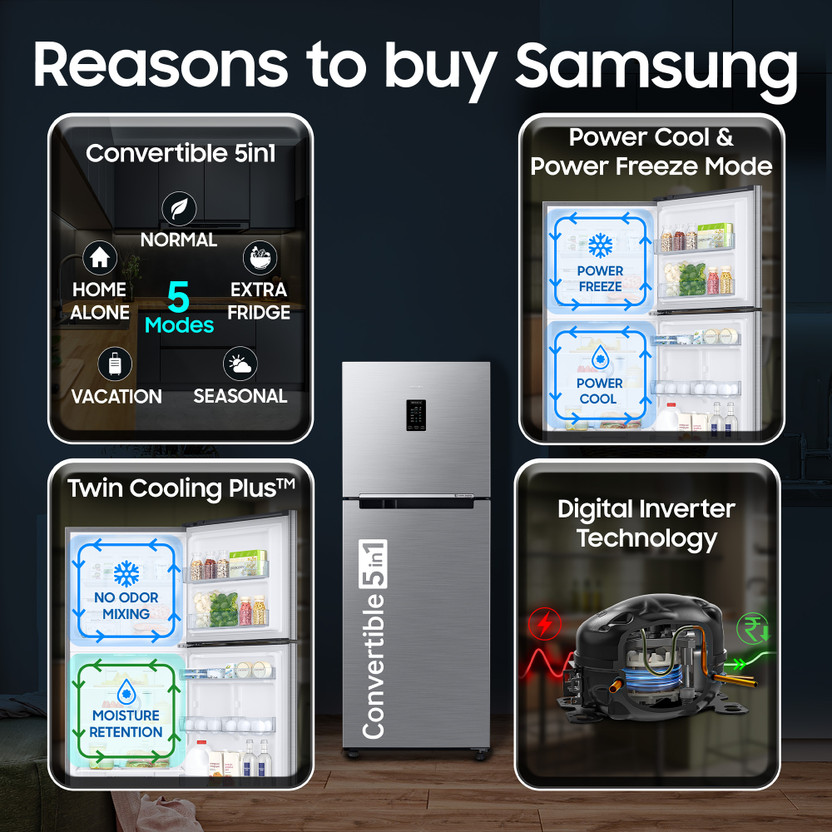 Reasons to buy Samsung
Convertible 5in1
NORMAL
HOME
ALONE
5
Modes
EXTRA
FRIDGE
VACATION
SEASONAL
Power Cool &
Power Freeze Mode
POWER
FREEZE
POWER
COOL
Twin Cooling Plus™
NO ODOR
MIXING
MOISTURE
RETENTION
Convertible 5in1
Digital Inverter
Technology
₹